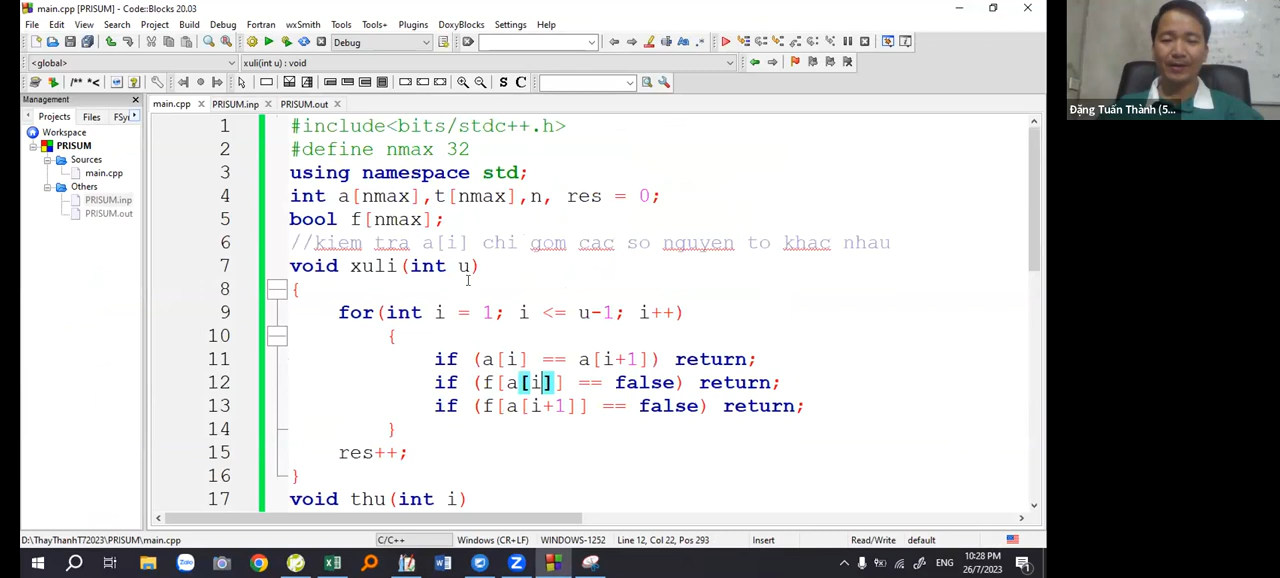 main.cpp [PRISUM] - Code::Blocks 20.03
File Edit View Search Project Build Debug Fortran wxSmith Tools Tools+ Plugins DoxyBlocks Settings Help
Debug
<global> xuli(int u) : void
/** *< S C
Management
main.cpp PRISUM.inp PRISUM.out
Projects Files FSy
Workspace
PRISUM
Sources
main.cpp
Others
PRISUM.inp
PRISUM.out
1 #include<bits/stdc++.h>
2 #define nmax 32
3 using namespace std;
4 int a[nmax],t[nmax],n, res = 0;
5 bool f[nmax];
6 //kiem tra a[i] chi gom cac so nguyen to khac nhau
7 void xuli(int u)
8 {
9 for(int i = 1; i <= u-1; i++)
10 {
11 if (a[i] == a[i+1]) return;
12 if (f[a[i]] == false) return;
13 if (f[a[i+1]] == false) return;
14 }
15 res++;
16 }
17 void thu(int i)
Đặng Tuấn Thành (5...
D:\ThayThanhT72023\PRISUM\main.cpp C/C++ Windows (CR+LF) WINDOWS-1252 Line 12, Col 22, Pos 293 Insert Read/Write default
Zalo ENG 10:28 PM
26/7/2023